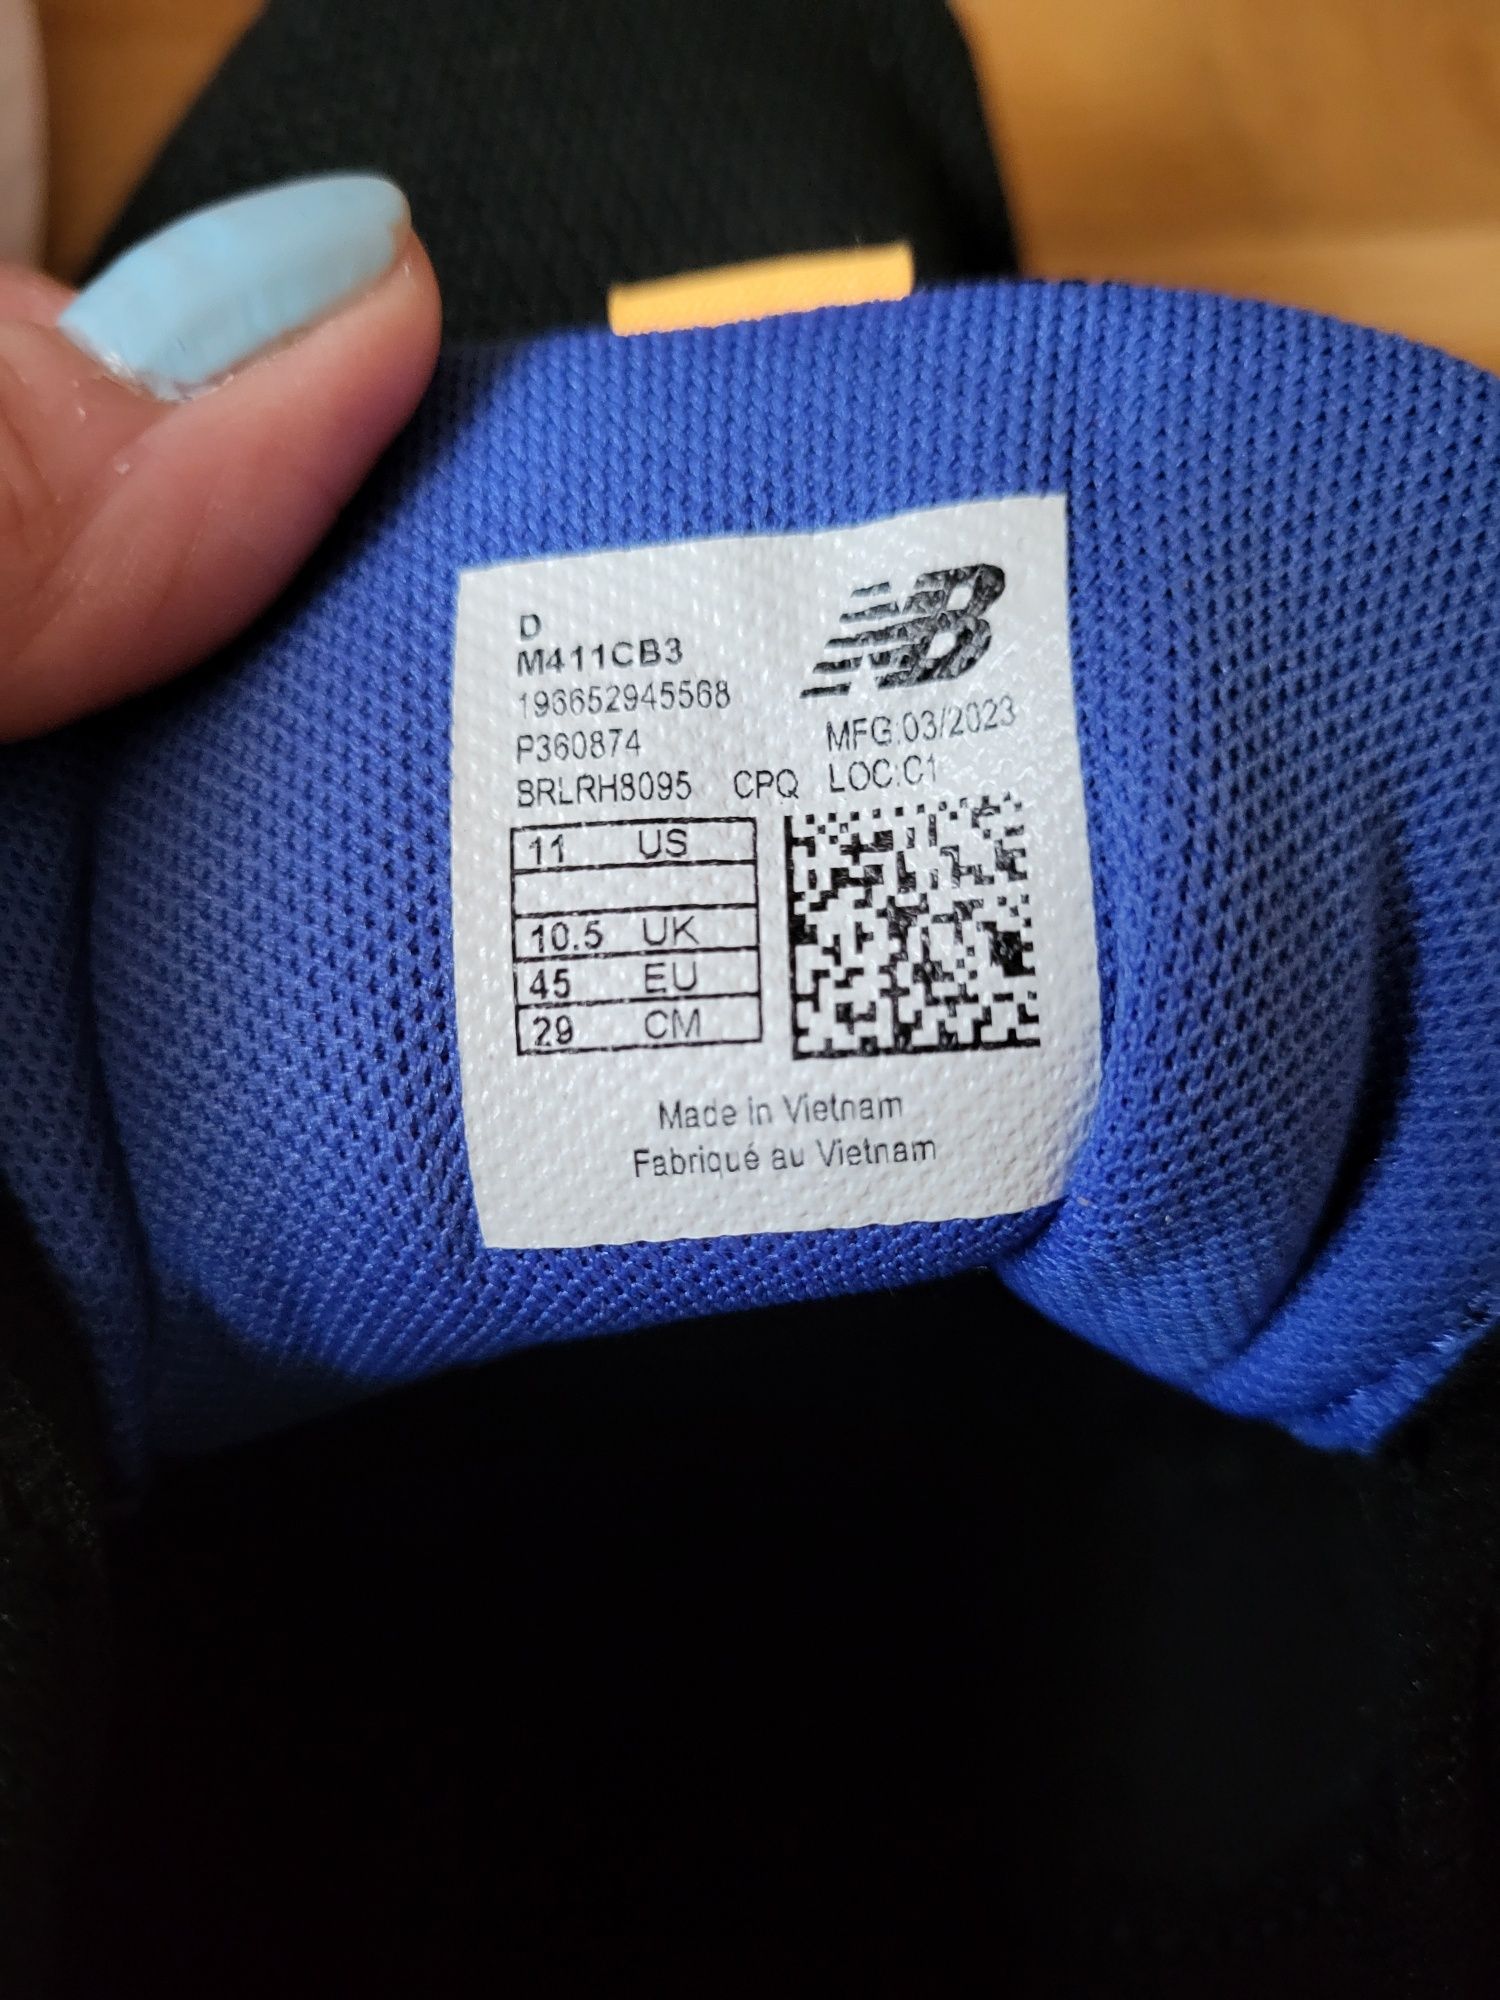 D
M411CB3
196652945568
P360874
BRLRH8095 CPQ
NB
MFG.03/2023
LOC.C1
11 US
10.5 UK
45 EU
29 CM
Made in Vietnam
Fabriqué au Vietnam